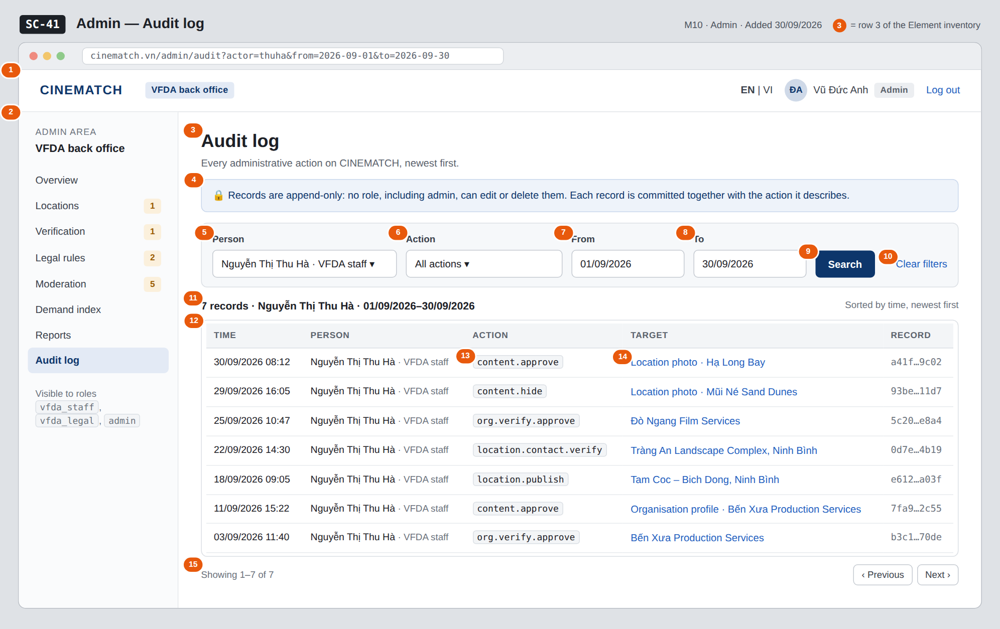 SC-41 Admin — Audit log
M10 · Admin · Added 30/09/2026 3 = row 3 of the Element inventory
cinematch.vn/admin/audit?actor=thuha&from=2026-09-01&to=2026-09-30
1
CINEMATCH VFDA back office EN | VI ĐA Vũ Đức Anh Admin Log out
2
ADMIN AREA
VFDA back office
Overview
Locations 1
Verification 1
Legal rules 2
Moderation 5
Demand index
Reports
Audit log
Visible to roles
vfda_staff,
vfda_legal, admin
3
Audit log
Every administrative action on CINEMATCH, newest first.
4
🔒 Records are append-only: no role, including admin, can edit or delete them. Each record is committed together with the action it describes.
5 Person 6 Action 7 From 8 To
Nguyễn Thị Thu Hà · VFDA staff ▾ All actions ▾ 01/09/2026 30/09/2026 9 Search 10 Clear filters
11
7 records · Nguyễn Thị Thu Hà · 01/09/2026–30/09/2026 Sorted by time, newest first
12
TIME PERSON ACTION TARGET RECORD
30/09/2026 08:12 Nguyễn Thị Thu Hà · VFDA staff 13 content.approve 14 Location photo · Hạ Long Bay a41f…9c02
29/09/2026 16:05 Nguyễn Thị Thu Hà · VFDA staff content.hide Location photo · Mũi Né Sand Dunes 93be…11d7
25/09/2026 10:47 Nguyễn Thị Thu Hà · VFDA staff org.verify.approve Đò Ngang Film Services 5c20…e8a4
22/09/2026 14:30 Nguyễn Thị Thu Hà · VFDA staff location.contact.verify Tràng An Landscape Complex, Ninh Bình 0d7e…4b19
18/09/2026 09:05 Nguyễn Thị Thu Hà · VFDA staff location.publish Tam Coc – Bich Dong, Ninh Bình e612…a03f
11/09/2026 15:22 Nguyễn Thị Thu Hà · VFDA staff content.approve Organisation profile · Bến Xưa Production Services 7fa9…2c55
03/09/2026 11:40 Nguyễn Thị Thu Hà · VFDA staff org.verify.approve Bến Xưa Production Services b3c1…70de
15
Showing 1–7 of 7 ‹ Previous Next ›